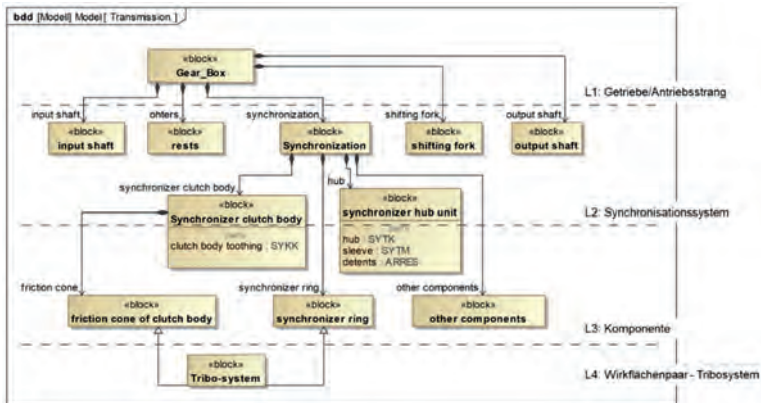 bdd [Modell] Model [ Transmission ]
«block»
Gear_Box
L1: Getriebe/Antriebsstrang
input shaft
ohters
synchronization
shifting fork
output shaft
«block»
input shaft
«block»
rests
«block»
Synchronization
«block»
shifting fork
«block»
output shaft
synchronizer clutch body
hub
«block»
Synchronizer clutch body
clutch body toothing : SYKK
«block»
synchronizer hub unit
hub : SYTK
sleeve : SYTM
detents : ARRES
L2: Synchronisationssystem
friction cone
synchronizer ring
other components
«block»
friction cone of clutch body
«block»
synchronizer ring
«block»
other components
L3: Komponente
«block»
Tribo-system
L4: Wirkflächenpaar - Tribosystem